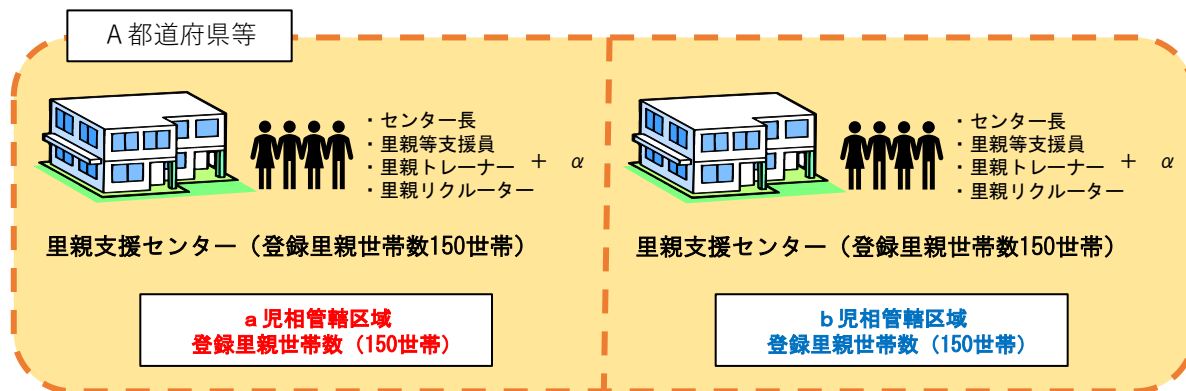 A都道府県等
・センター長
・里親等支援員
・里親トレーナー
・里親リクルーター
+ α
里親支援センター（登録里親世帯数150世帯）
a児相管轄区域
登録里親世帯数（150世帯）
・センター長
・里親等支援員
・里親トレーナー
・里親リクルーター
+ α
里親支援センター（登録里親世帯数150世帯）
b児相管轄区域
登録里親世帯数（150世帯）